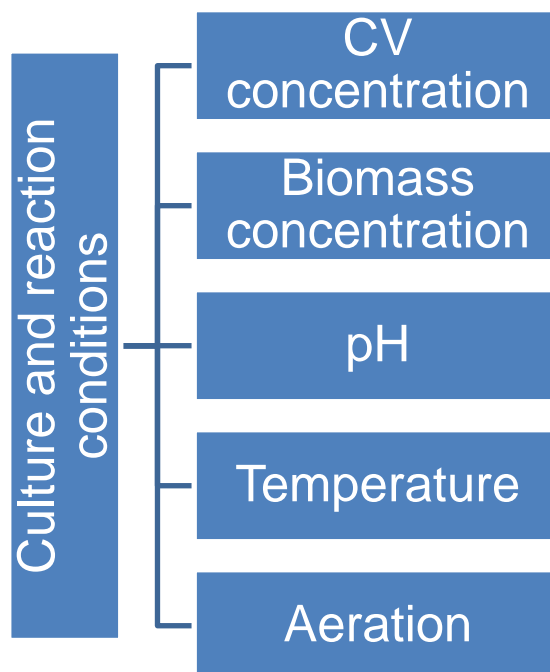 Culture and reaction
conditions
CV
concentration
Biomass
concentration
pH
Temperature
Aeration